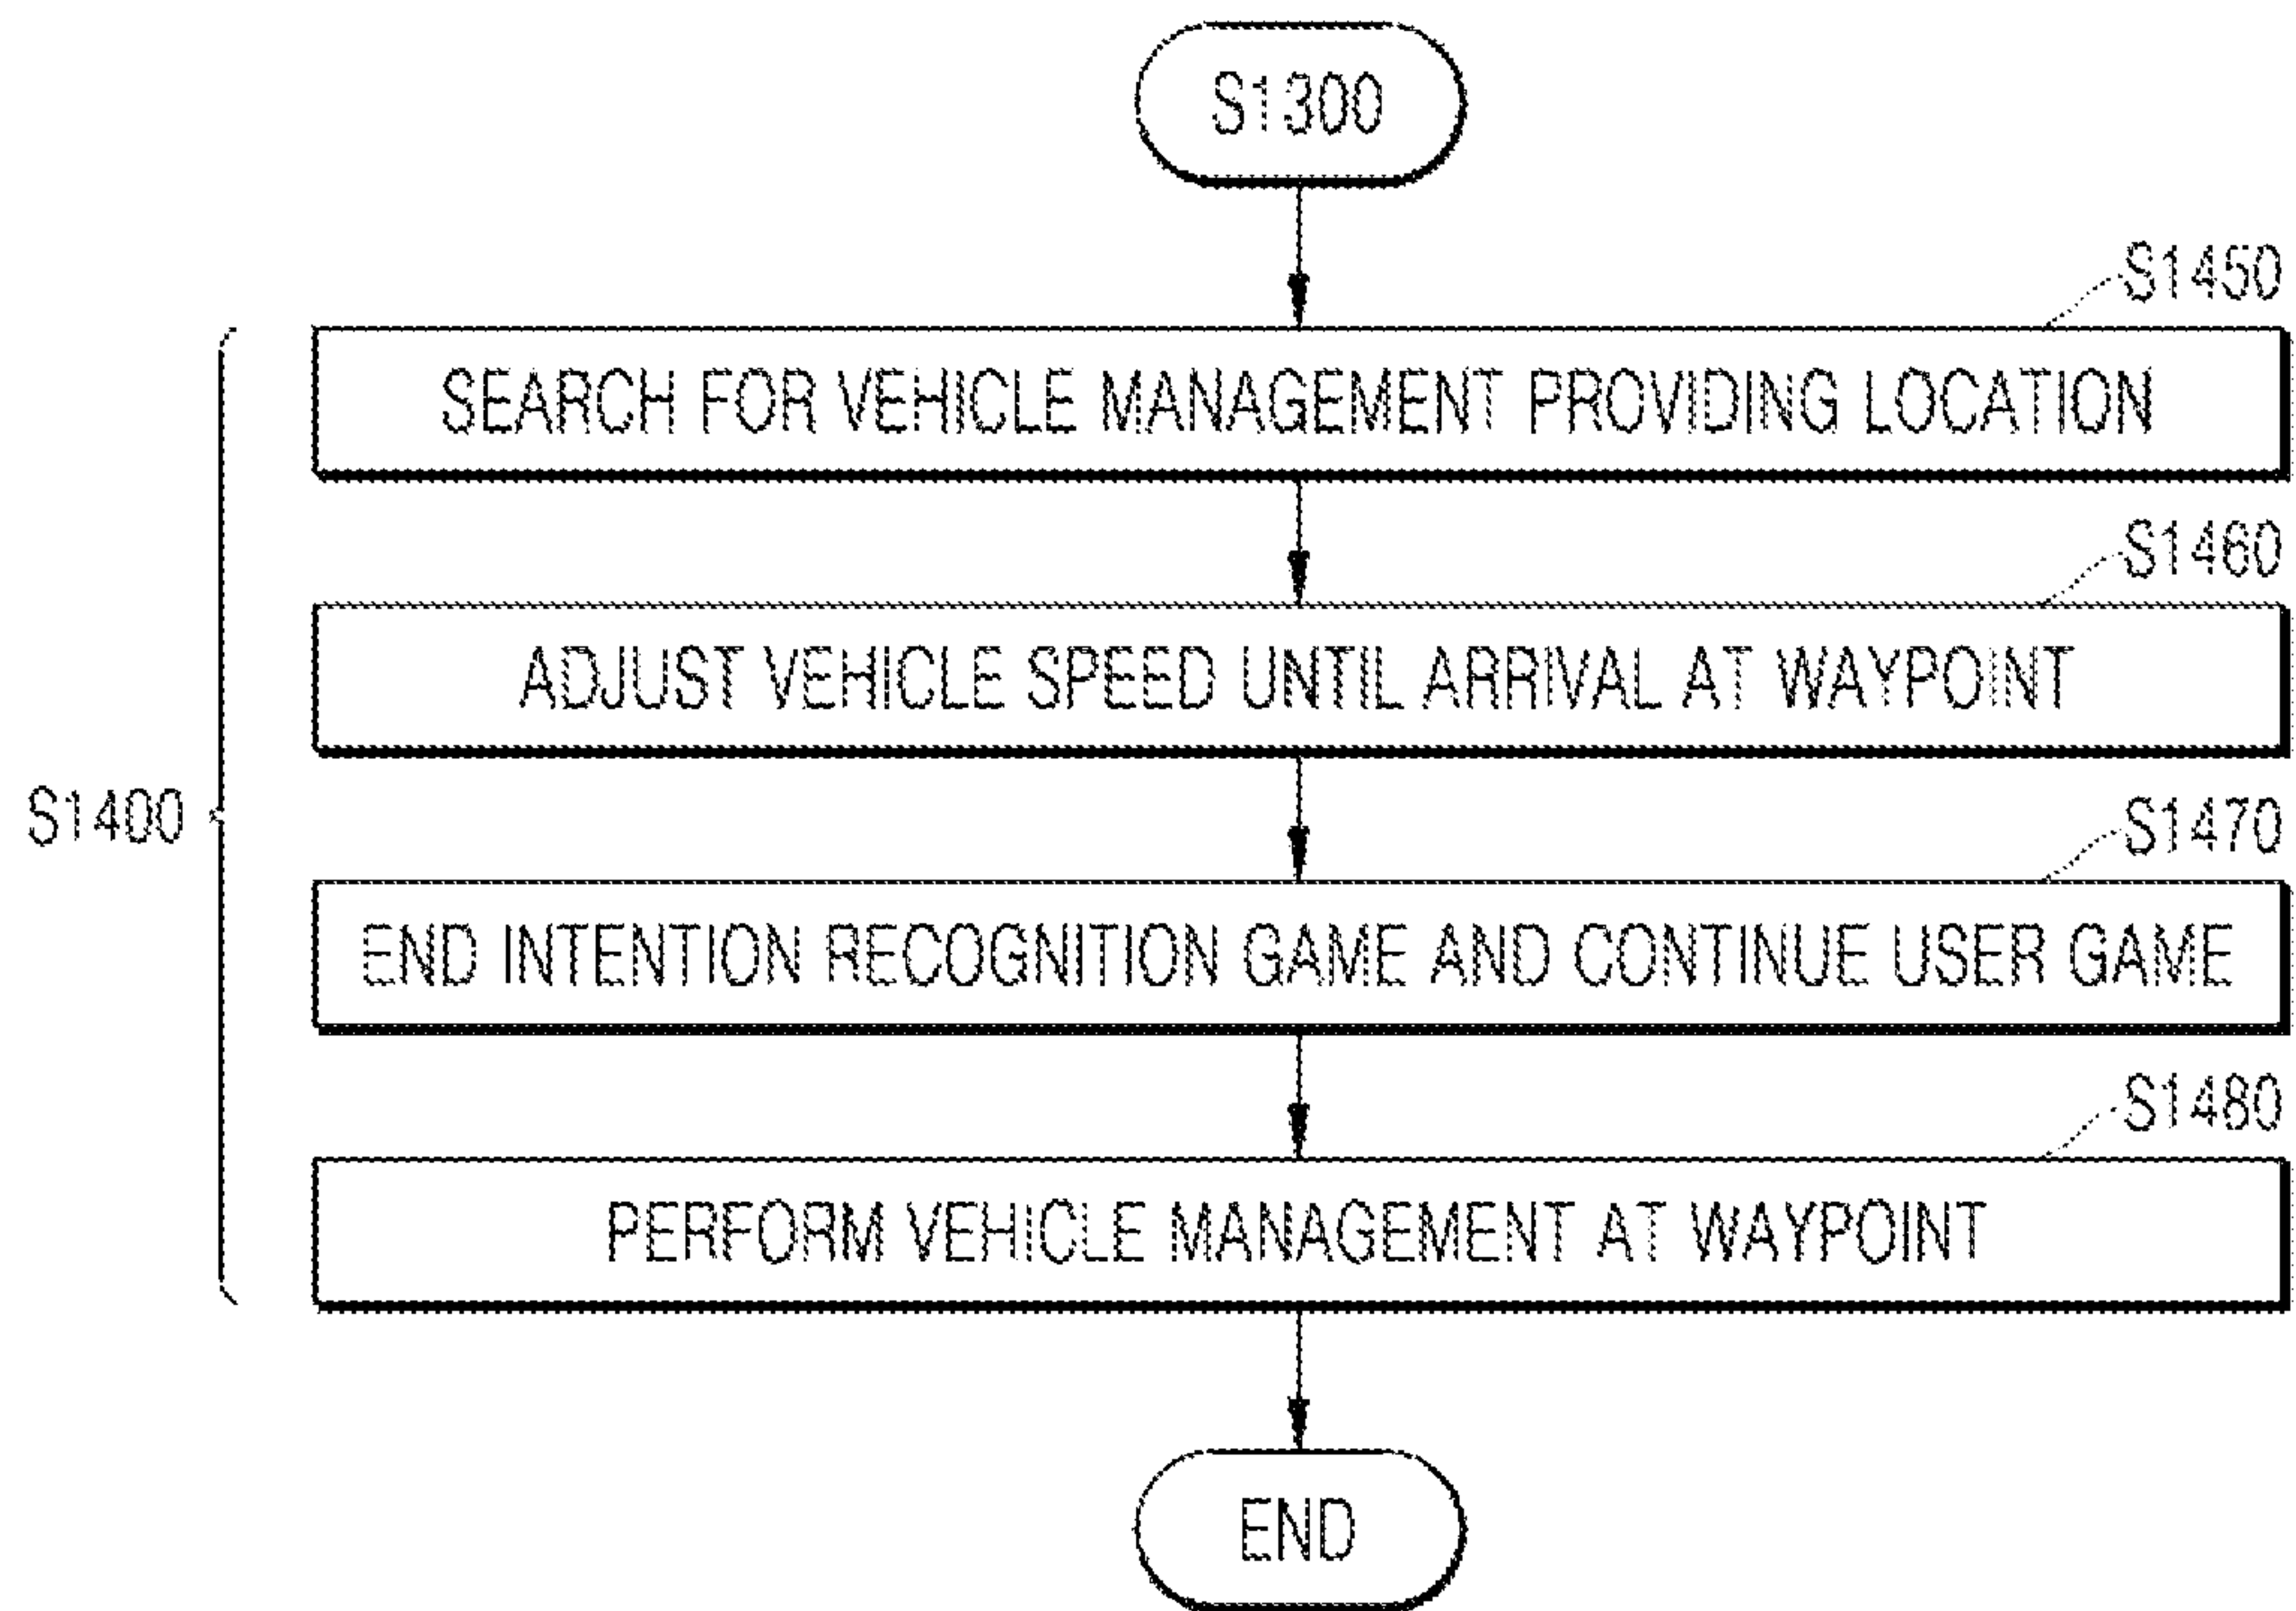 S1300
S1450
SEARCH FOR VEHICLE MANAGEMENT PROVIDING LOCATION
S1460
ADJUST VEHICLE SPEED UNTIL ARRIVAL AT WAYPOINT
S1400
S1470
END INTENTION RECOGNITION GAME AND CONTINUE USER GAME
S1480
PERFORM VEHICLE MANAGEMENT AT WAYPOINT
END